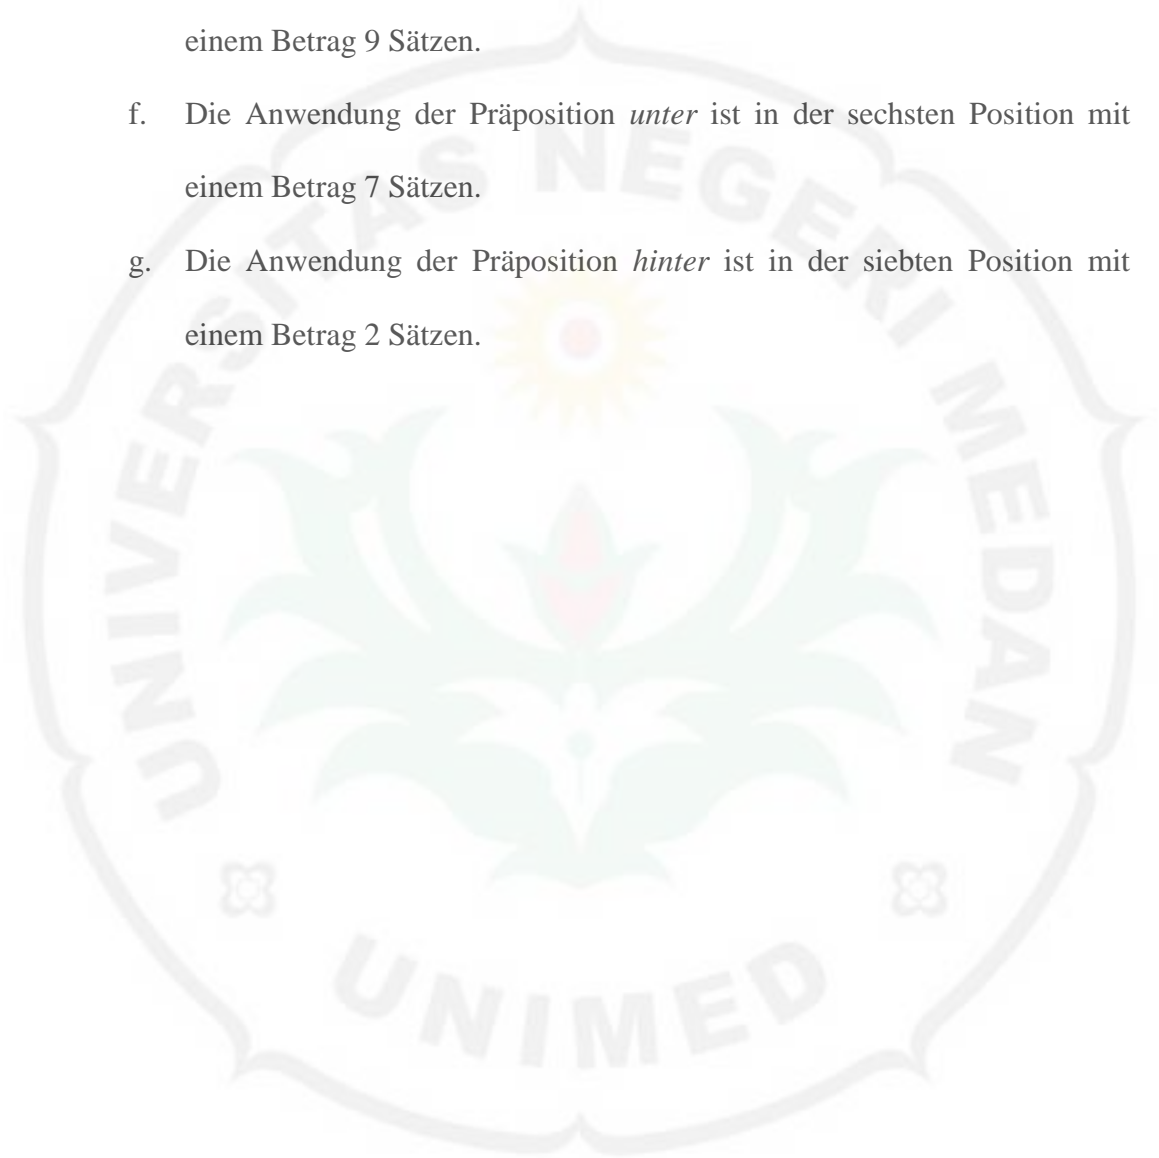 einem Betrag 9 Sätzen.
f. Die Anwendung der Präposition unter ist in der sechsten Position mit
einem Betrag 7 Sätzen.
g. Die Anwendung der Präposition hinter ist in der siebten Position mit
einem Betrag 2 Sätzen.
UNIVERSITAS NEGERI MEDAN
UNIMED